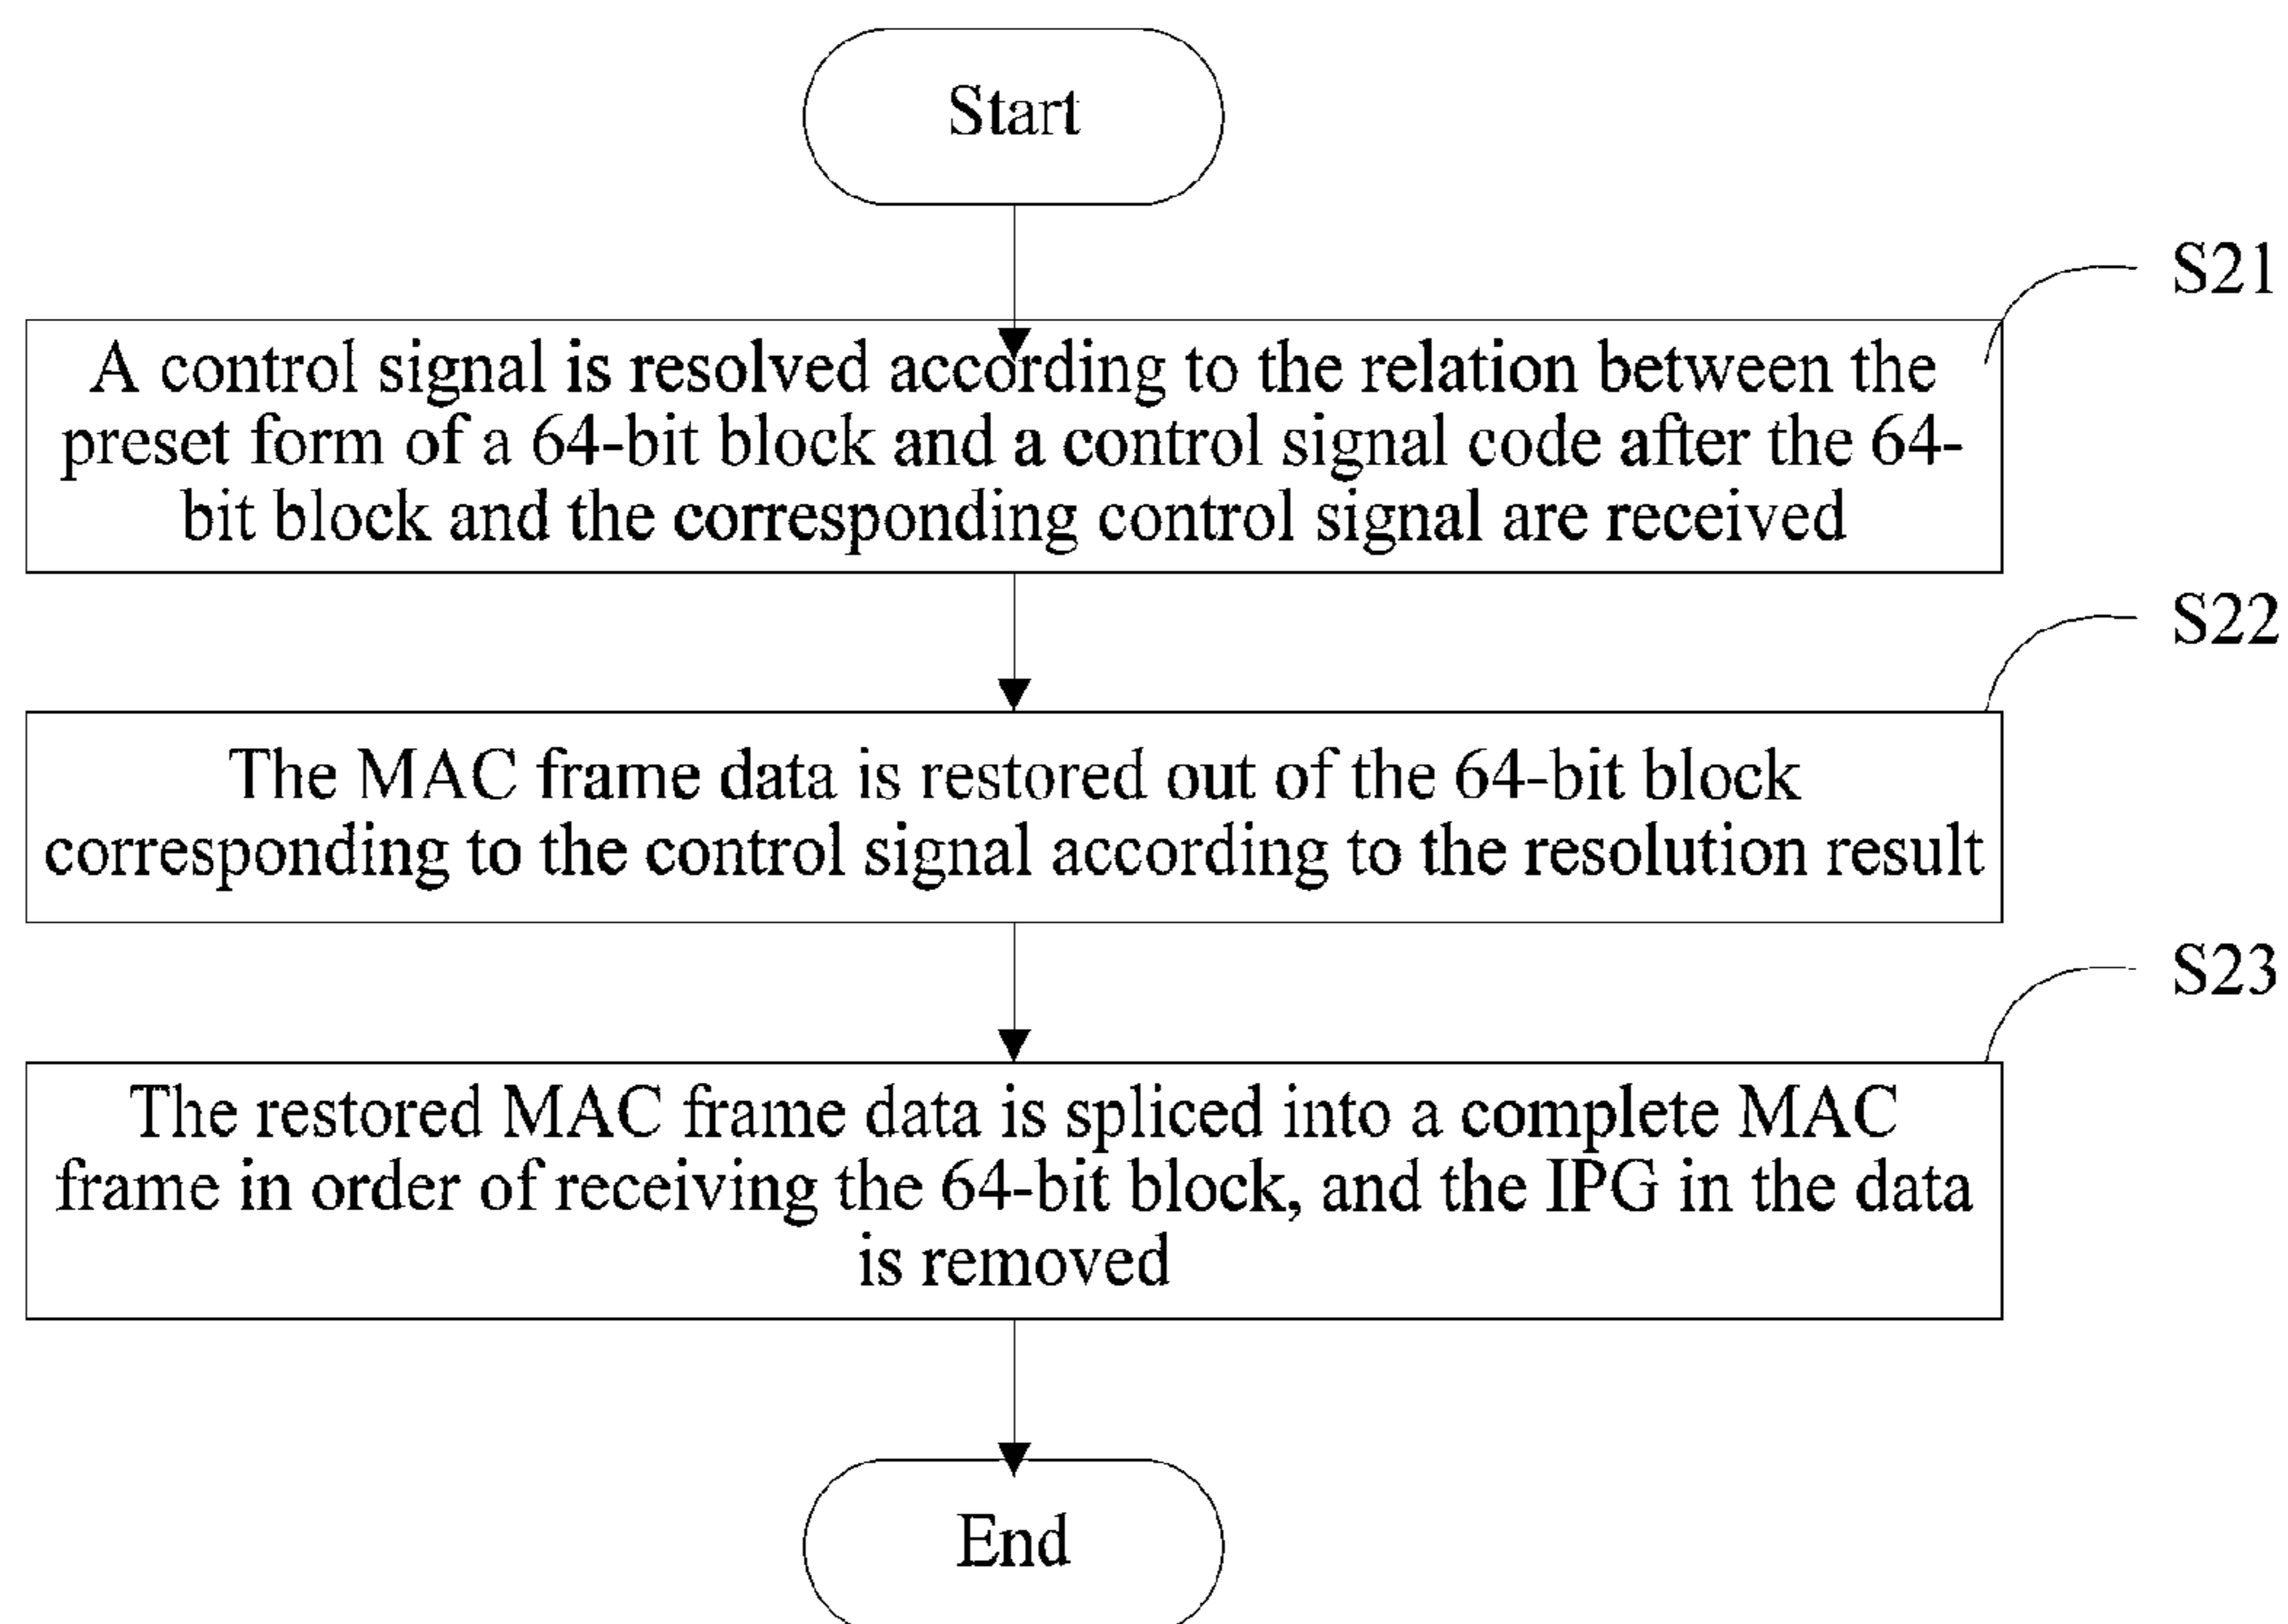 Start
S21
A control signal is resolved according to the relation between the
preset form of a 64-bit block and a control signal code after the 64-
bit block and the corresponding control signal are received
S22
The MAC frame data is restored out of the 64-bit block
corresponding to the control signal according to the resolution result
S23
The restored MAC frame data is spliced into a complete MAC
frame in order of receiving the 64-bit block, and the IPG in the data
is removed
End